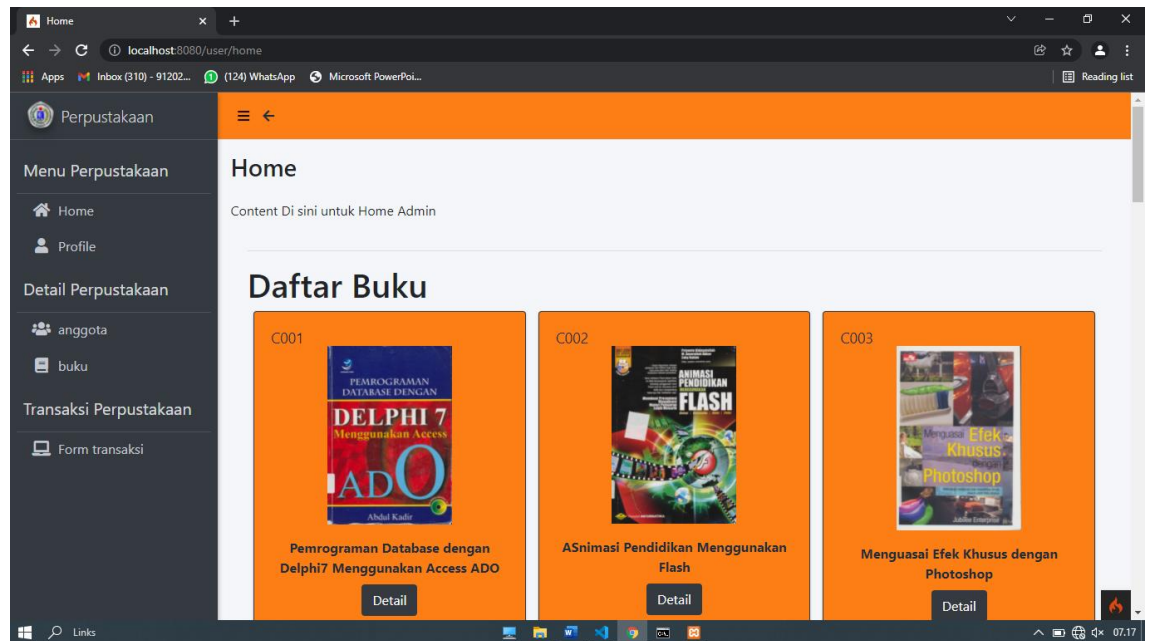 Home
localhost:8080/user/home
Apps
Inbox (310) - 91202...
(124) WhatsApp
Microsoft PowerPoi...
Reading list
Perpustakaan
Menu Perpustakaan
Home
Profile
Detail Perpustakaan
anggota
buku
Transaksi Perpustakaan
Form transaksi
Home
Content Di sini untuk Home Admin
Daftar Buku
C001
PEMROGRAMAN
DATABASE DENGAN
DELPHI 7
Menggunakan Access
ADO
Abdul Kadir
Pemrograman Database dengan
Delphi7 Menggunakan Access ADO
Detail
C002
ANIMASI
PENDIDIKAN
FLASH
ASnimasi Pendidikan Menggunakan
Flash
Detail
C003
Menguasai Efek
Khusus
Dengan
Photoshop
Jubilee Enterprise
Menguasai Efek Khusus dengan
Photoshop
Detail
Links
07.17